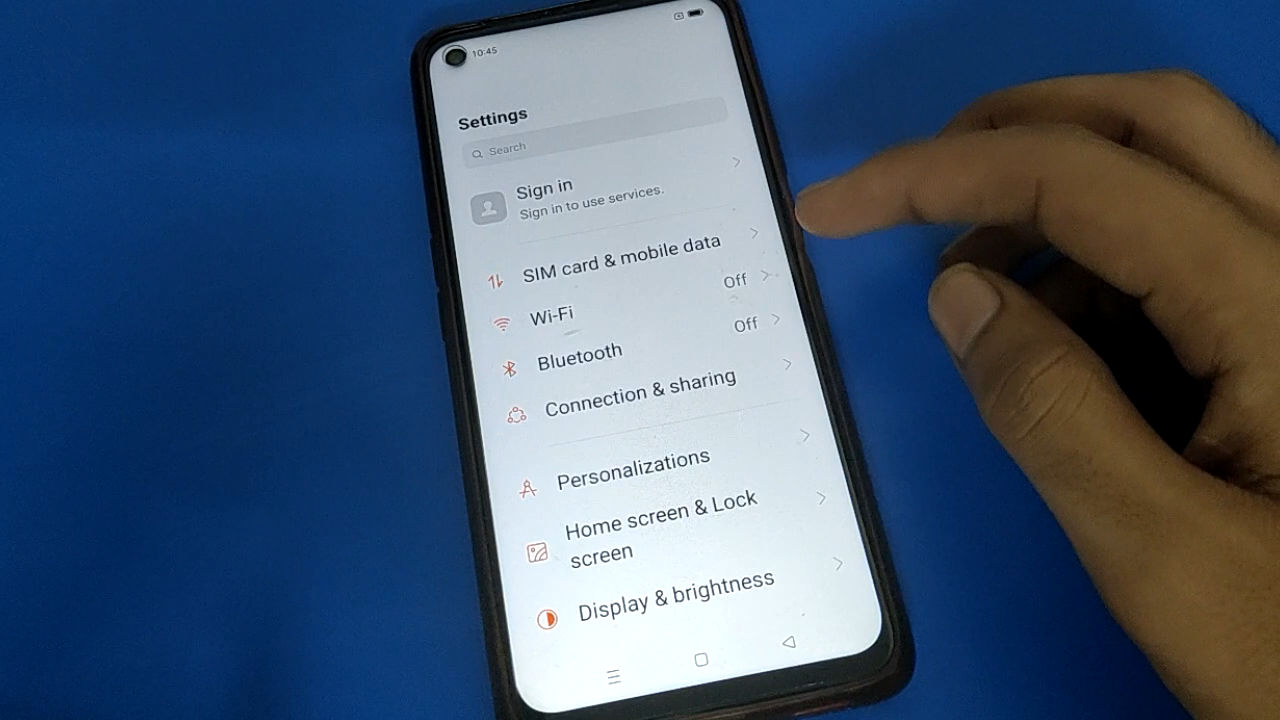 10:45
Settings
Search
Sign in
Sign in to use services.
SIM card & mobile data
Wi-Fi Off
Bluetooth Off
Connection & sharing
Personalizations
Home screen & Lock
screen
Display & brightness